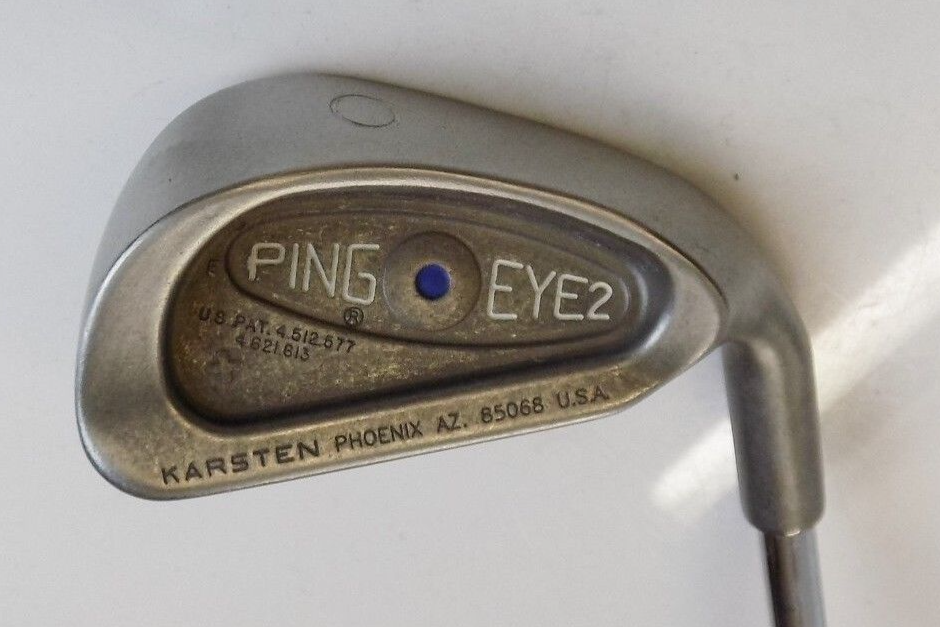 PING EYE2
®
U.S. PAT. 4.512.577
4.621.813
KARSTEN PHOENIX AZ. 85068 U.S.A.